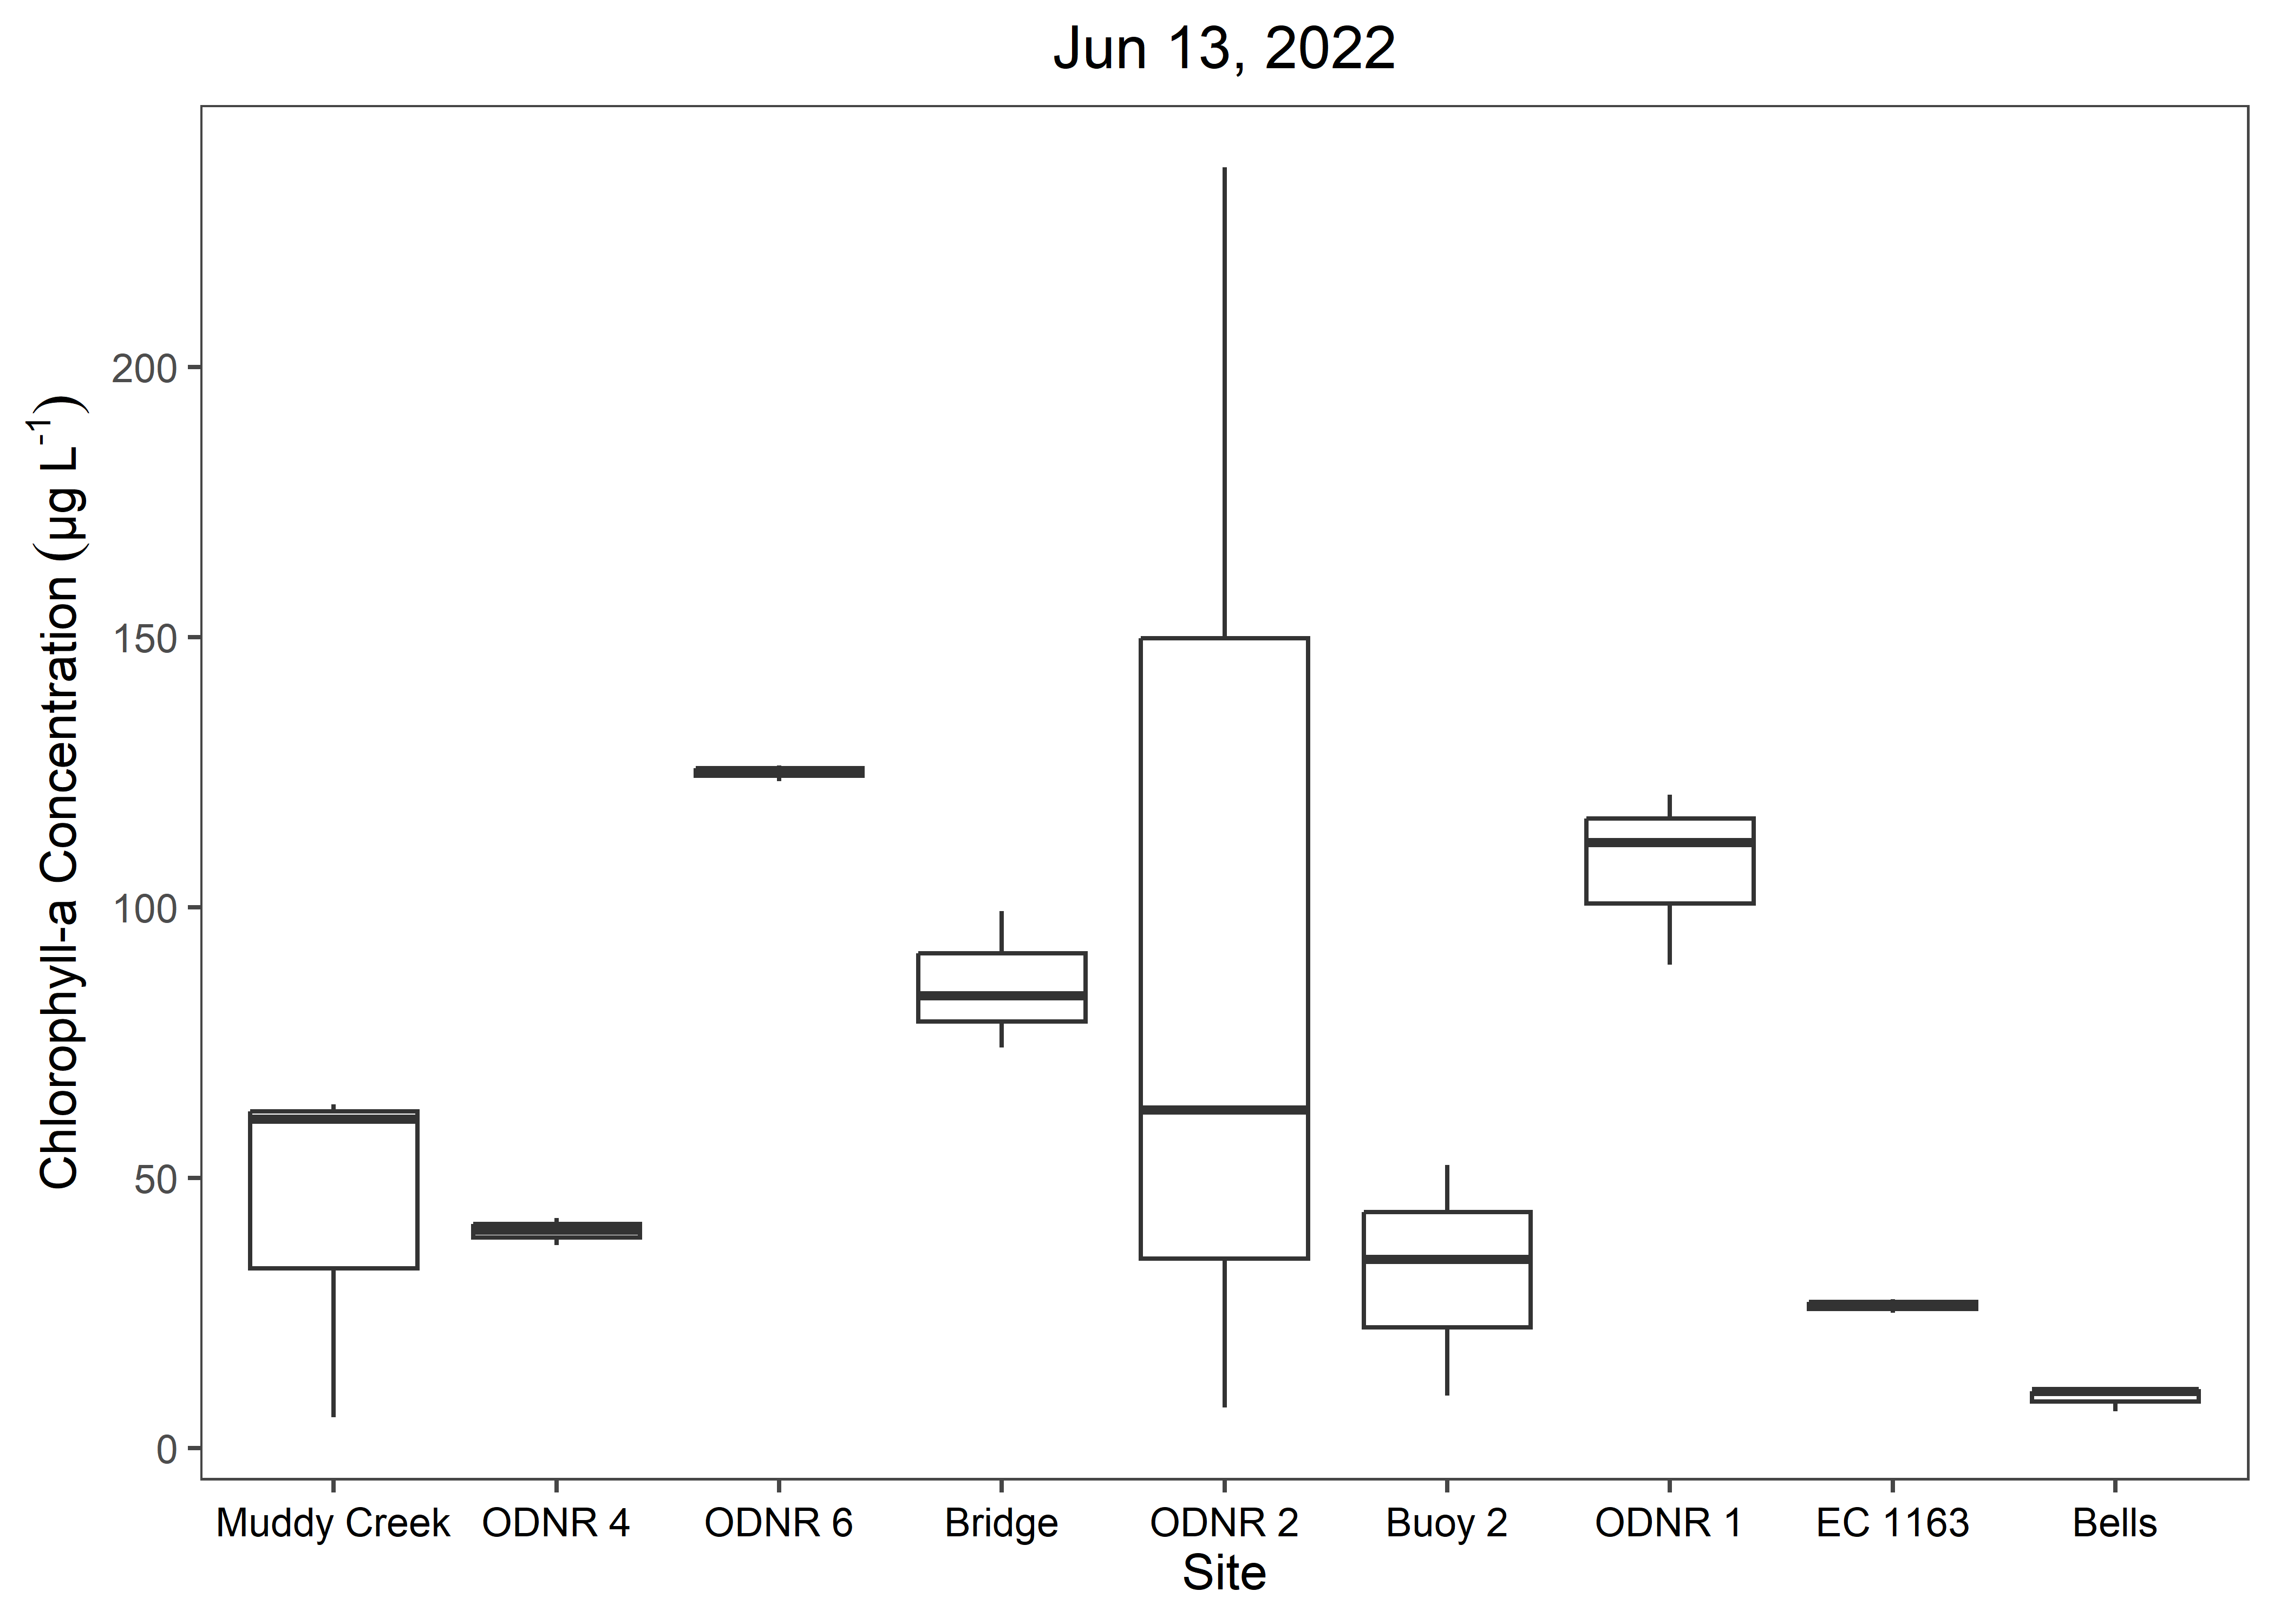 Jun 13, 2022
Chlorophyll-a Concentration (µg L⁻¹)
200
150
100
50
0
Muddy Creek ODNR 4 ODNR 6 Bridge ODNR 2 Buoy 2 ODNR 1 EC 1163 Bells
Site